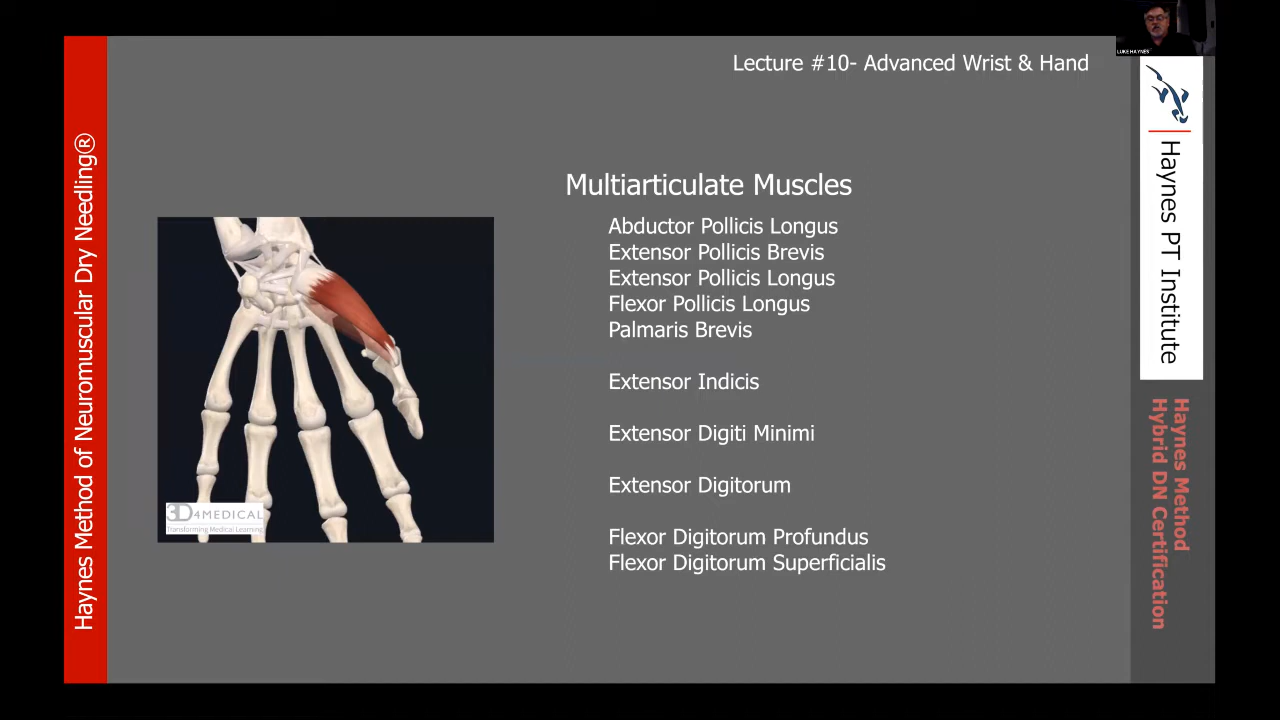 LUKE HAYNES
Lecture #10- Advanced Wrist & Hand
Haynes Method of Neuromuscular Dry Needling®
Multiarticulate Muscles
Abductor Pollicis Longus
Extensor Pollicis Brevis
Extensor Pollicis Longus
Flexor Pollicis Longus
Palmaris Brevis
Extensor Indicis
Extensor Digiti Minimi
Extensor Digitorum
Flexor Digitorum Profundus
Flexor Digitorum Superficialis
3D4MEDICAL
Transforming Medical Learning
Haynes PT Institute
Haynes Method
Hybrid DN Certification